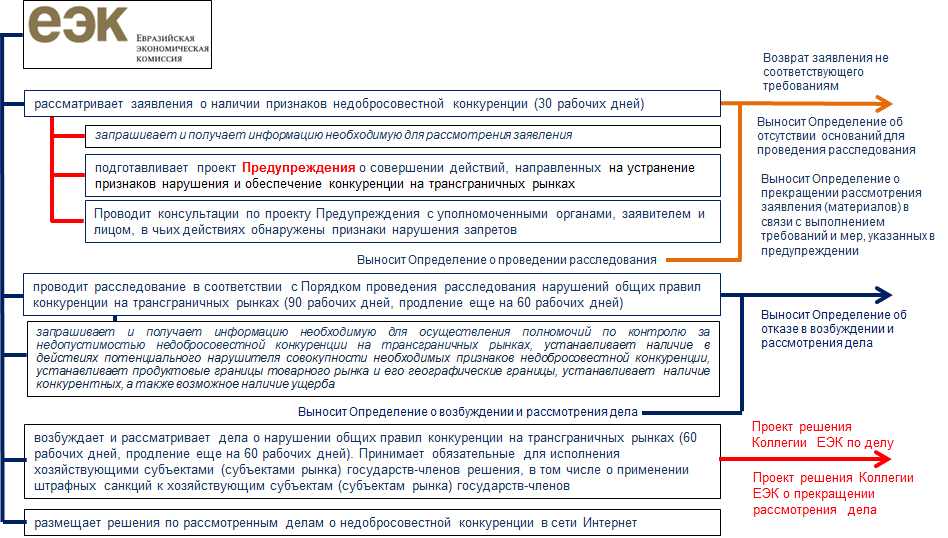 еэк
ЕВРАЗИЙСКАЯ
ЭКОНОМИЧЕСКАЯ
КОМИССИЯ
рассматривает заявления о наличии признаков недобросовестной конкуренции (30 рабочих дней)
запрашивает и получает информацию необходимую для рассмотрения заявления
подготавливает проект Предупреждения о совершении действий, направленных на устранение
признаков нарушения и обеспечение конкуренции на трансграничных рынках
Проводит консультации по проекту Предупреждения с уполномоченными органами, заявителем и
лицом, в чьих действиях обнаружены признаки нарушения запретов
Возврат заявления не
соответствующего
требованиям
Выносит Определение об
отсутствии оснований для
проведения расследования
Выносит Определение о
прекращении рассмотрения
заявления (материалов) в
связи с выполнением
требований и мер, указанных в
предупреждении
Выносит Определение о проведении расследования
проводит расследование в соответствии с Порядком проведения расследования нарушений общих правил
конкуренции на трансграничных рынках (90 рабочих дней, продление еще на 60 рабочих дней)
запрашивает и получает информацию необходимую для осуществления полномочий по контролю за
недопустимостью недобросовестной конкуренции на трансграничных рынках, устанавливает наличие в
действиях потенциального нарушителя совокупности необходимых признаков недобросовестной конкуренции,
устанавливает продуктовые границы товарного рынка и его географические границы, устанавливает наличие
конкурентных, а также возможное наличие ущерба
Выносит Определение об
отказе в возбуждении и
рассмотрения дела
Выносит Определение о возбуждении и рассмотрения дела
возбуждает и рассматривает дела о нарушении общих правил конкуренции на трансграничных рынках (60
рабочих дней, продление еще на 60 рабочих дней). Принимает обязательные для исполнения
хозяйствующими субъектами (субъектами рынка) государств-членов решения, в том числе о применении
штрафных санкций к хозяйствующим субъектам (субъектам рынка) государств-членов
Проект решения
Коллегии ЕЭК по делу
Проект решения Коллегии
ЕЭК о прекращении
рассмотрения дела
размещает решения по рассмотренным делам о недобросовестной конкуренции в сети Интернет